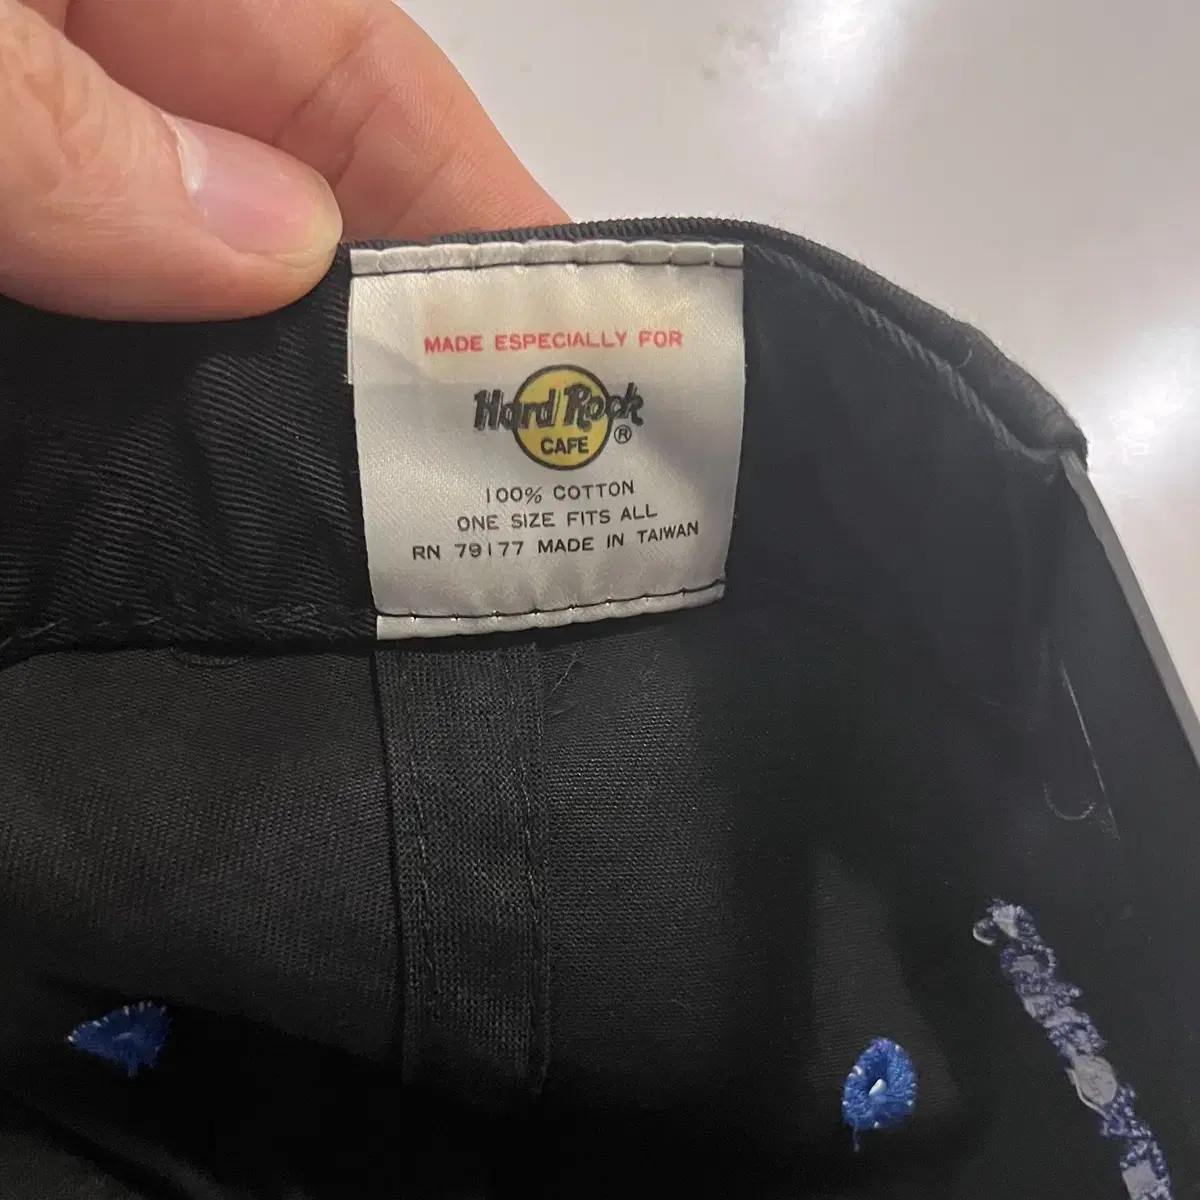 MADE ESPECIALLY FOR
Hard Rock
CAFE ®
100% COTTON
ONE SIZE FITS ALL
RN 79177 MADE IN TAIWAN